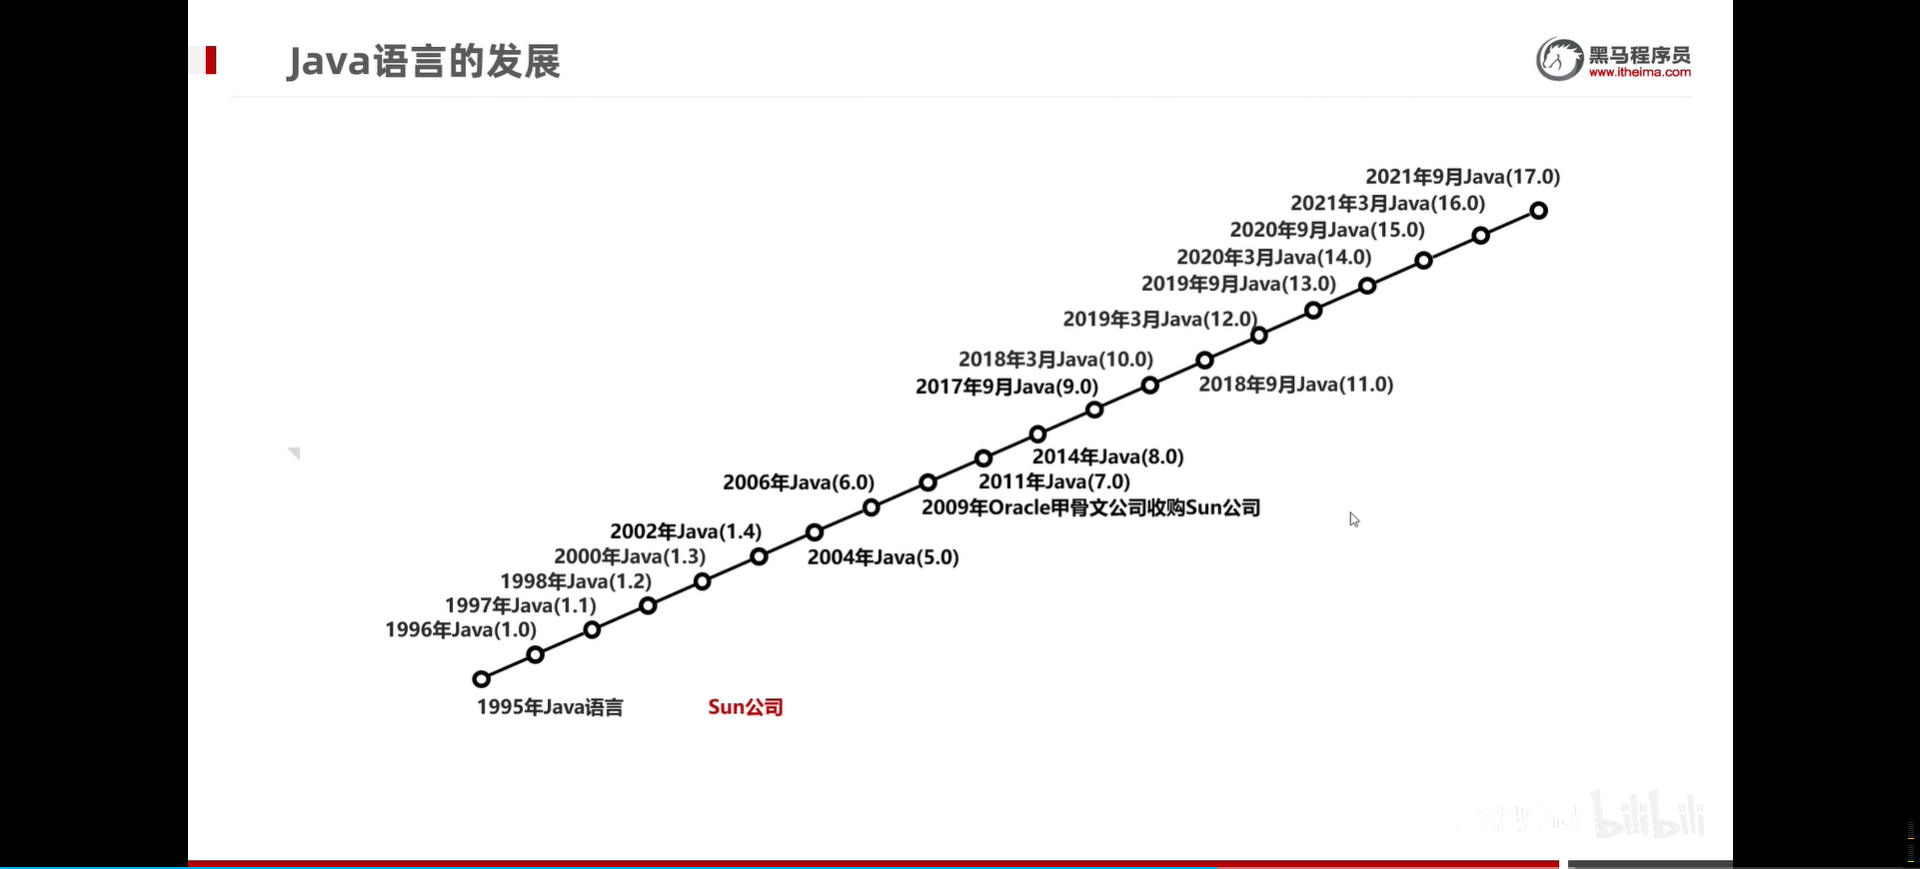 Java语言的发展
黑马程序员
www.itheima.com
2021年9月Java(17.0)
2021年3月Java(16.0)
2020年9月Java(15.0)
2020年3月Java(14.0)
2019年9月Java(13.0)
2019年3月Java(12.0)
2018年3月Java(10.0)
2018年9月Java(11.0)
2017年9月Java(9.0)
2014年Java(8.0)
2006年Java(6.0)
2011年Java(7.0)
2009年Oracle甲骨文公司收购Sun公司
2002年Java(1.4)
2000年Java(1.3)
2004年Java(5.0)
1998年Java(1.2)
1997年Java(1.1)
1996年Java(1.0)
1995年Java语言
Sun公司
bilibili